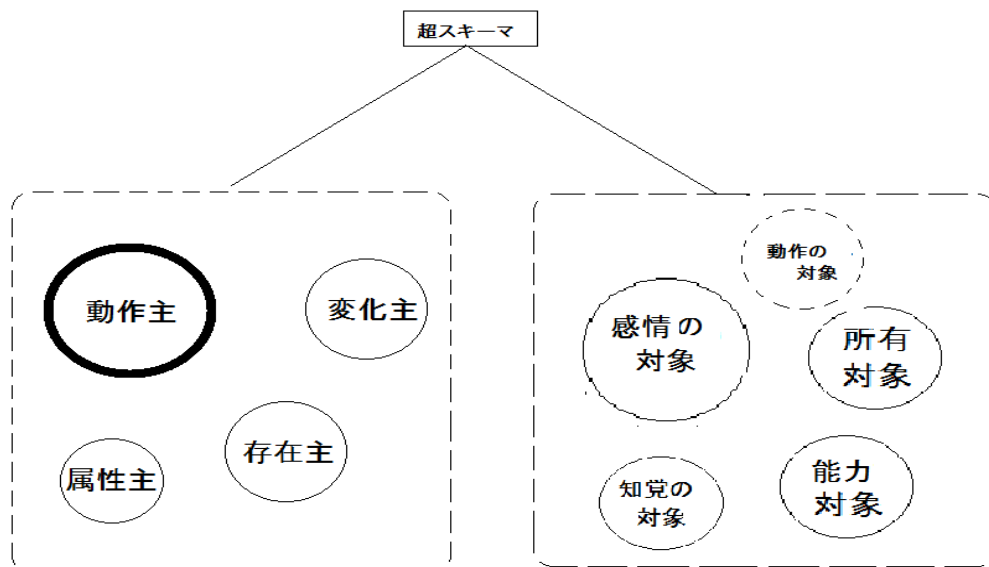 超スキーマ
動作主
変化主
存在主
属性主
動作の
対象
感情の
対象
所有
対象
知覚の
対象
能力
対象